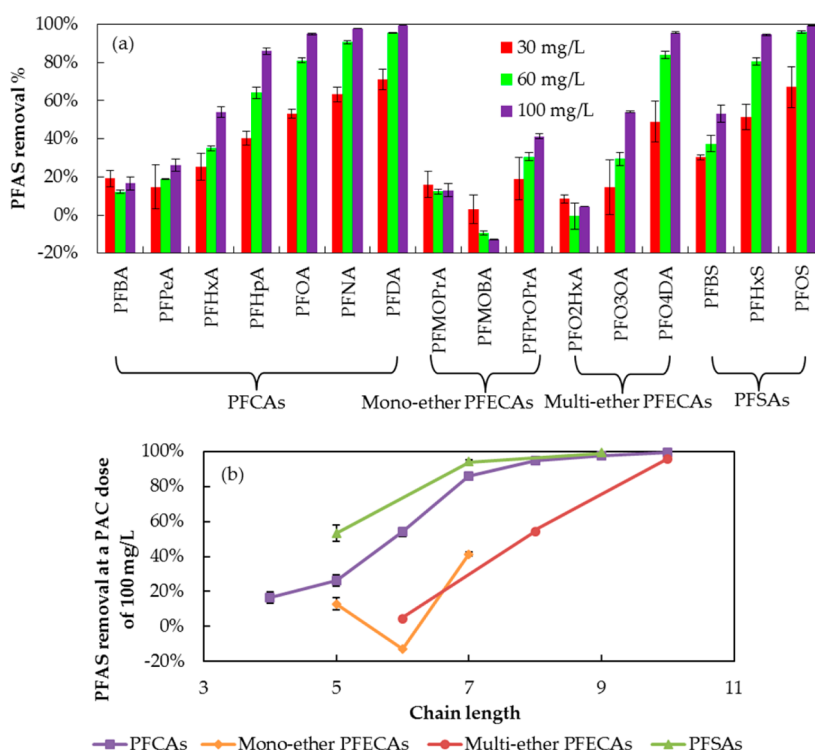 100%
80%
60%
40%
20%
0%
-20%
PFAS removal %
(a)
30 mg/L
60 mg/L
100 mg/L
PFBA
PFPeA
PFHxA
PFHpA
PFOA
PFNA
PFDA
PFMOPrA
PFMOBA
PFPrOPrA
PFO2HxA
PFO3OA
PFO4DA
PFBS
PFHxS
PFOS
PFCAs
Mono-ether PFECAs
Multi-ether PFECAs
PFSAs
100%
80%
60%
40%
20%
0%
-20%
PFAS removal at a PAC dose
of 100 mg/L
(b)
3
5
7
9
11
Chain length
PFCAs
Mono-ether PFECAs
Multi-ether PFECAs
PFSAs